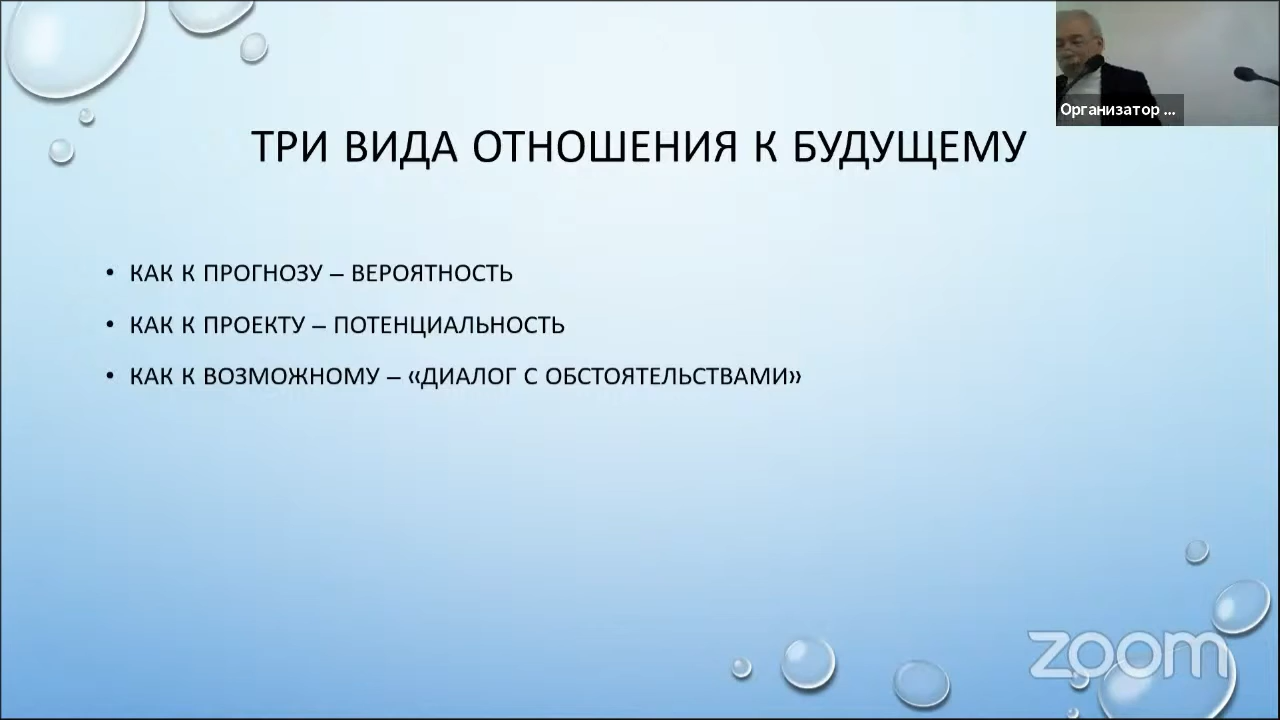 Организатор ...
ТРИ ВИДА ОТНОШЕНИЯ К БУДУЩЕМУ
• КАК К ПРОГНОЗУ – ВЕРОЯТНОСТЬ
• КАК К ПРОЕКТУ – ПОТЕНЦИАЛЬНОСТЬ
• КАК К ВОЗМОЖНОМУ – «ДИАЛОГ С ОБСТОЯТЕЛЬСТВАМИ»
zoom